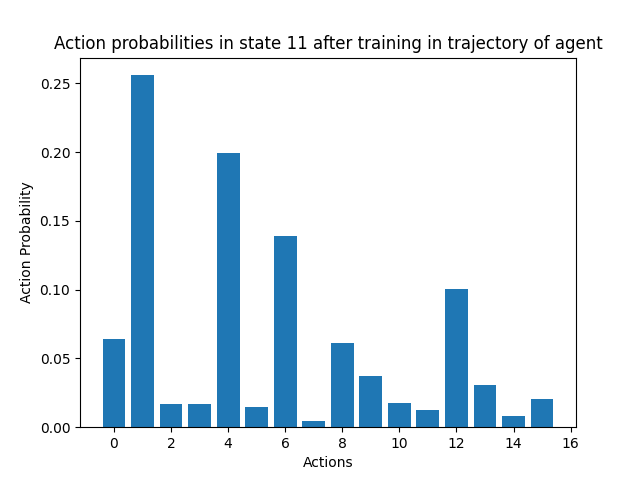 Action probabilities in state 11 after training in trajectory of agent
0.25
0.20
0.15
0.10
0.05
0.00
Action Probability
0 2 4 6 8 10 12 14 16
Actions